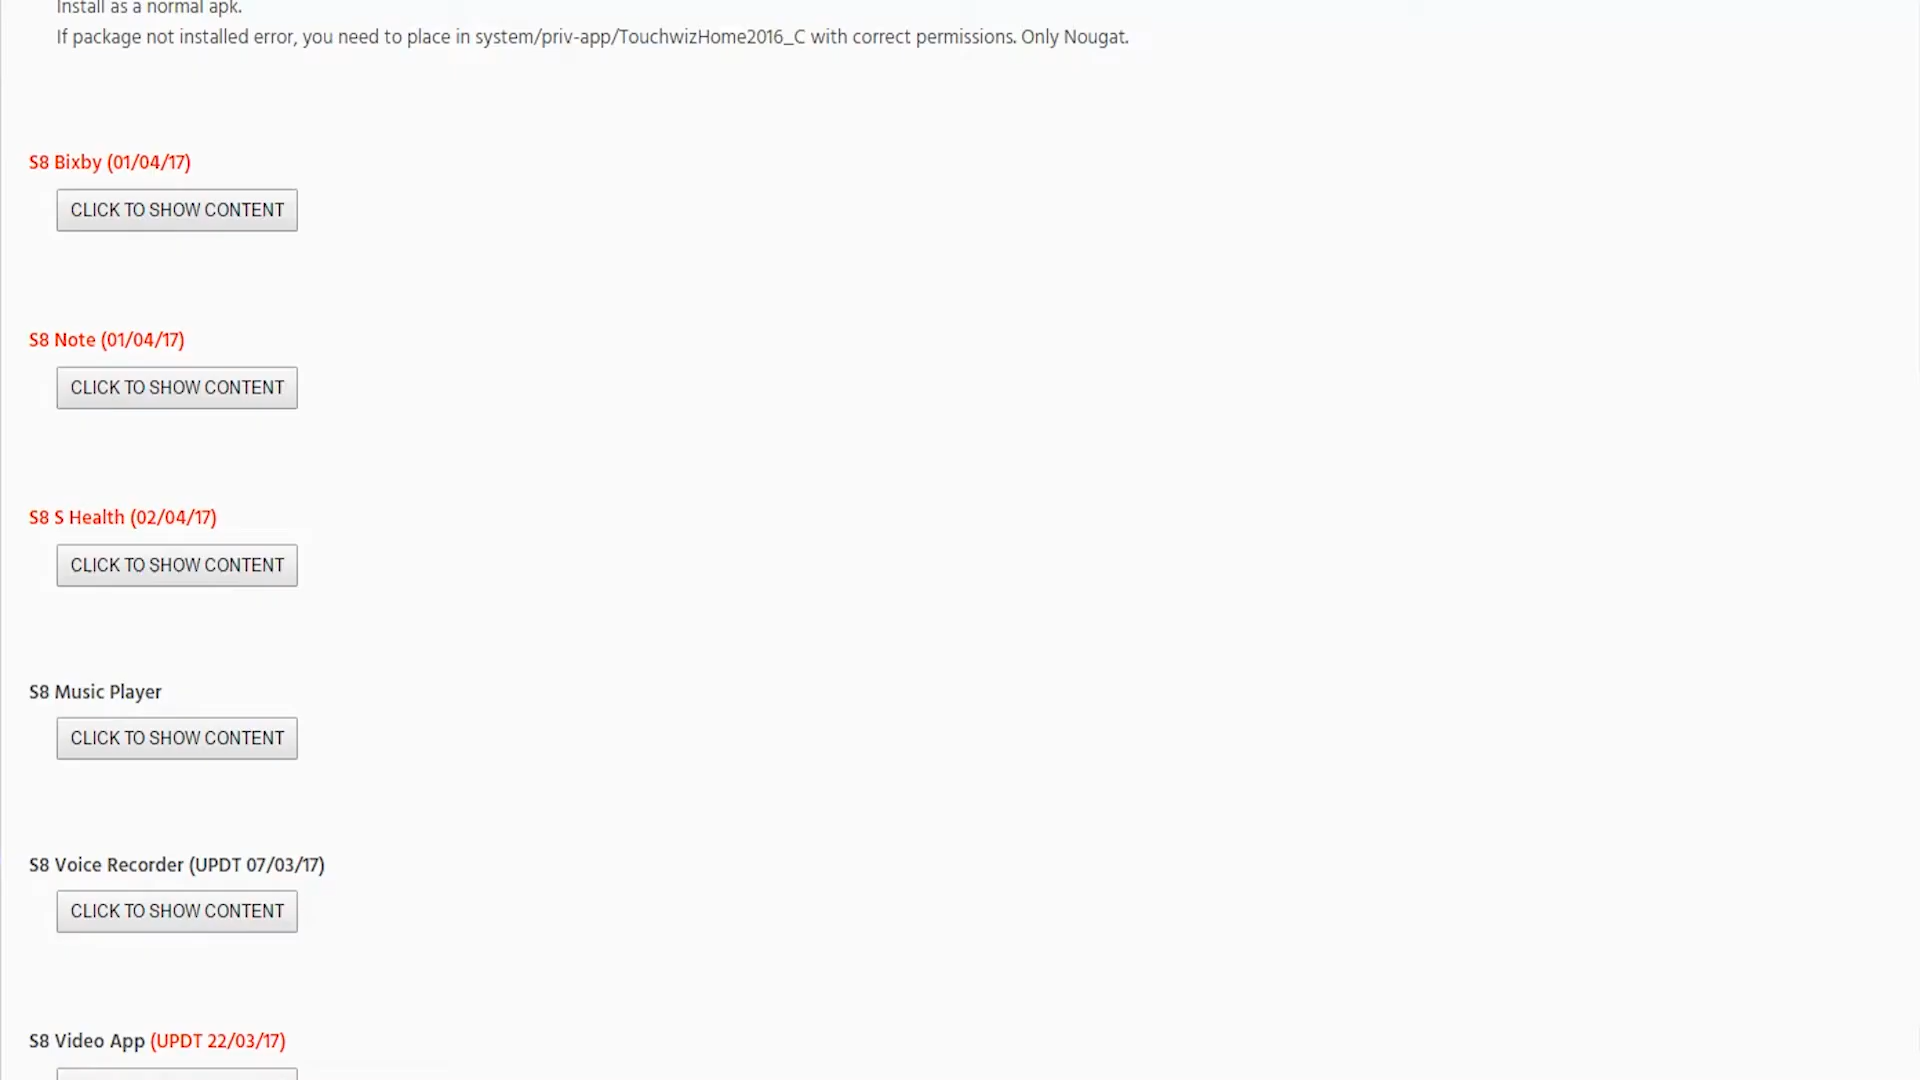 Install as a normal apk.
If package not installed error, you need to place in system/priv-app/TouchwizHome2016_C with correct permissions. Only Nougat.
S8 Bixby (01/04/17)
CLICK TO SHOW CONTENT
S8 Note (01/04/17)
CLICK TO SHOW CONTENT
S8 S Health (02/04/17)
CLICK TO SHOW CONTENT
S8 Music Player
CLICK TO SHOW CONTENT
S8 Voice Recorder (UPDT 07/03/17)
CLICK TO SHOW CONTENT
S8 Video App (UPDT 22/03/17)